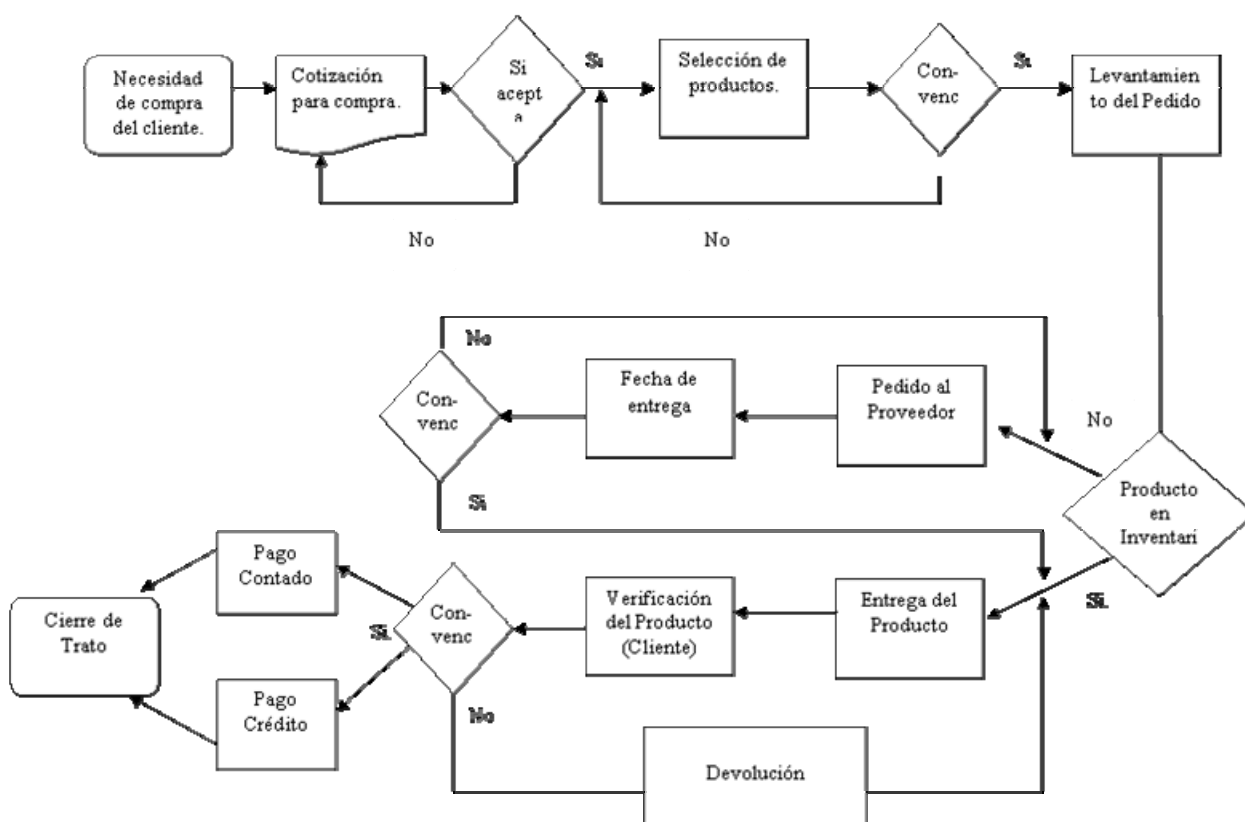 Necesidad
de compra
del cliente.
Cotización
para compra.
Si
acept
a
Si
Selección de
productos.
Con-
venc
Si
Levantamien
to del Pedido
No
No
No
Con-
venc
Fecha de
entrega
Pedido al
Proveedor
No
Producto
en
Inventari
Si
Si
Pago
Contado
Cierre de
Trato
Pago
Crédito
Si
Con-
venc
Verificación
del Producto
(Cliente)
Entrega del
Producto
No
Devolución